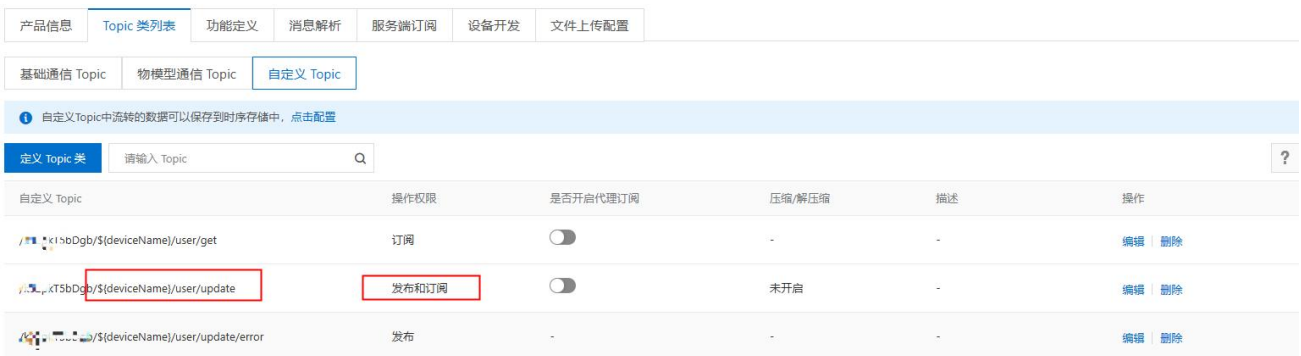 产品信息 Topic 类列表 功能定义 消息解析 服务端订阅 设备开发 文件上传配置
基础通信 Topic 物模型通信 Topic 自定义 Topic
自定义Topic中流转的数据可以保存到时序存储中，点击配置
定义 Topic 类 请输入 Topic ?
自定义 Topic 操作权限 是否开启代理订阅 压缩/解压缩 描述 操作
/${deviceName}/user/get 订阅 - - 编辑 删除
/${deviceName}/user/update 发布和订阅 未开启 - 编辑 删除
/${deviceName}/user/update/error 发布 - - - 编辑 删除